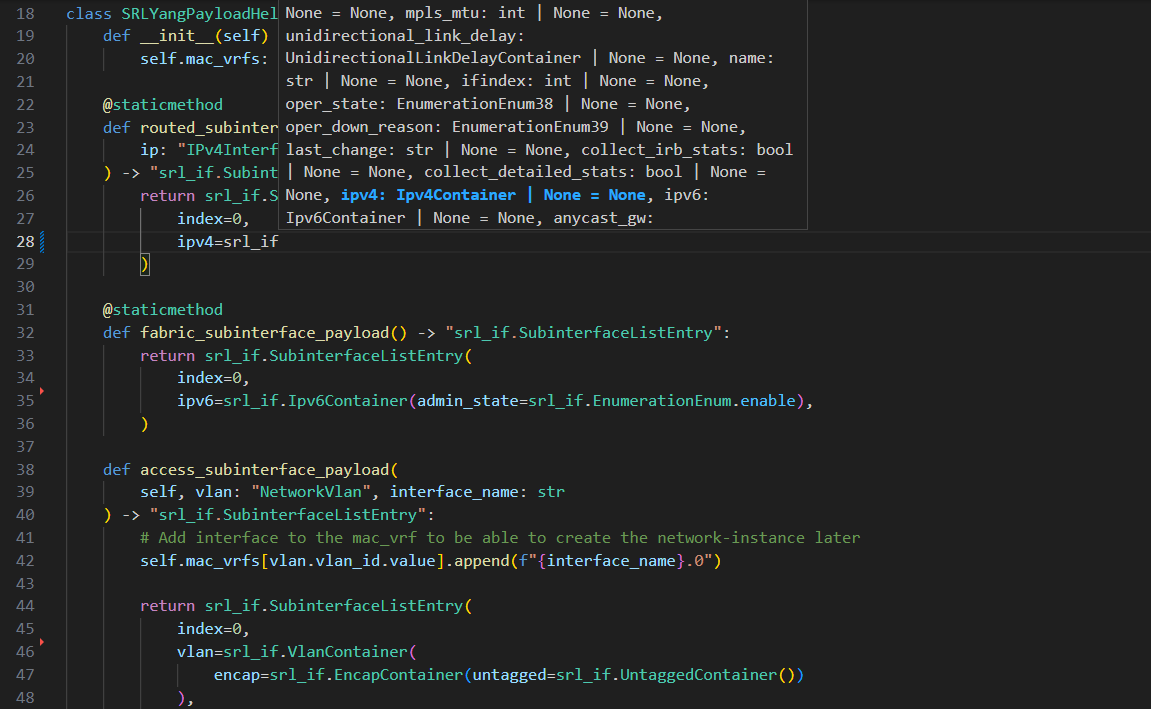 18 class SRLYangPayloadHel
19 def __init__(self)
20 self.mac_vrfs:
21
22 @staticmethod
23 def routed_subinter
24 ip: "IPv4Interf
25 ) -> "srl_if.Subint
26 return srl_if.S
27 index=0,
28 ipv4=srl_if
29 )
None = None, mpls_mtu: int | None = None,
unidirectional_link_delay:
UnidirectionalLinkDelayContainer | None = None, name:
str | None = None, ifindex: int | None = None,
oper_state: EnumerationEnum38 | None = None,
oper_down_reason: EnumerationEnum39 | None = None,
last_change: str | None = None, collect_irb_stats: bool
| None = None, collect_detailed_stats: bool | None =
None, ipv4: Ipv4Container | None = None, ipv6:
Ipv6Container | None = None, anycast_gw:
30
31 @staticmethod
32 def fabric_subinterface_payload() -> "srl_if.SubinterfaceListEntry":
33 return srl_if.SubinterfaceListEntry(
34 index=0,
35 ipv6=srl_if.Ipv6Container(admin_state=srl_if.EnumerationEnum.enable),
36 )
37
38 def access_subinterface_payload(
39 self, vlan: "NetworkVlan", interface_name: str
40 ) -> "srl_if.SubinterfaceListEntry":
41 # Add interface to the mac_vrf to be able to create the network-instance later
42 self.mac_vrfs[vlan.vlan_id.value].append(f"{interface_name}.0")
43
44 return srl_if.SubinterfaceListEntry(
45 index=0,
46 vlan=srl_if.VlanContainer(
47 encap=srl_if.EncapContainer(untagged=srl_if.UntaggedContainer())
48 ),